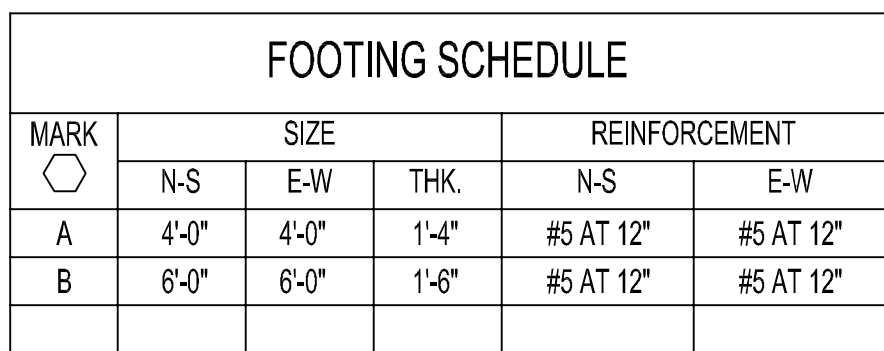 FOOTING SCHEDULE
MARK SIZE REINFORCEMENT
N-S E-W THK. N-S E-W
A 4'-0" 4'-0" 1'-4" #5 AT 12" #5 AT 12"
B 6'-0" 6'-0" 1'-6" #5 AT 12" #5 AT 12"